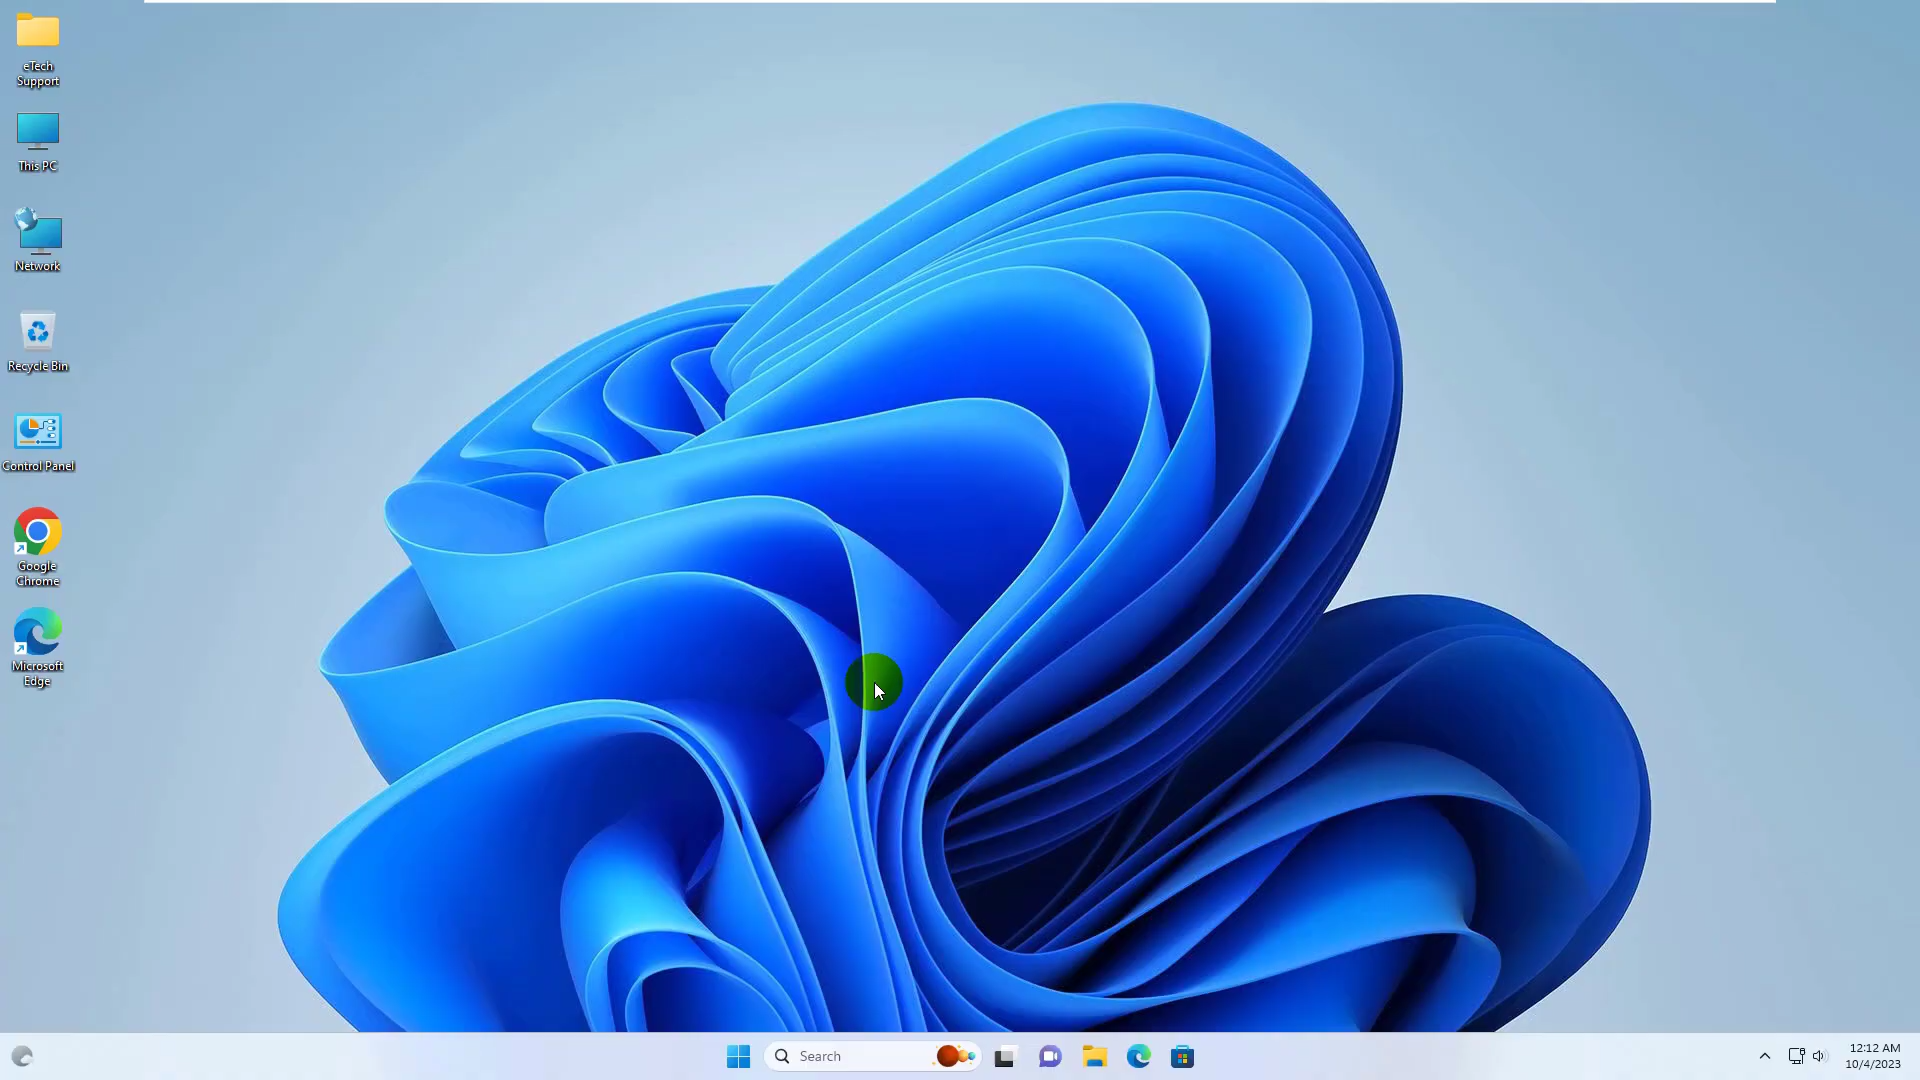 eTech
Support
This PC
Network
Recycle Bin
Control Panel
Google
Chrome
Microsoft
Edge
Search
12:12 AM
10/4/2023